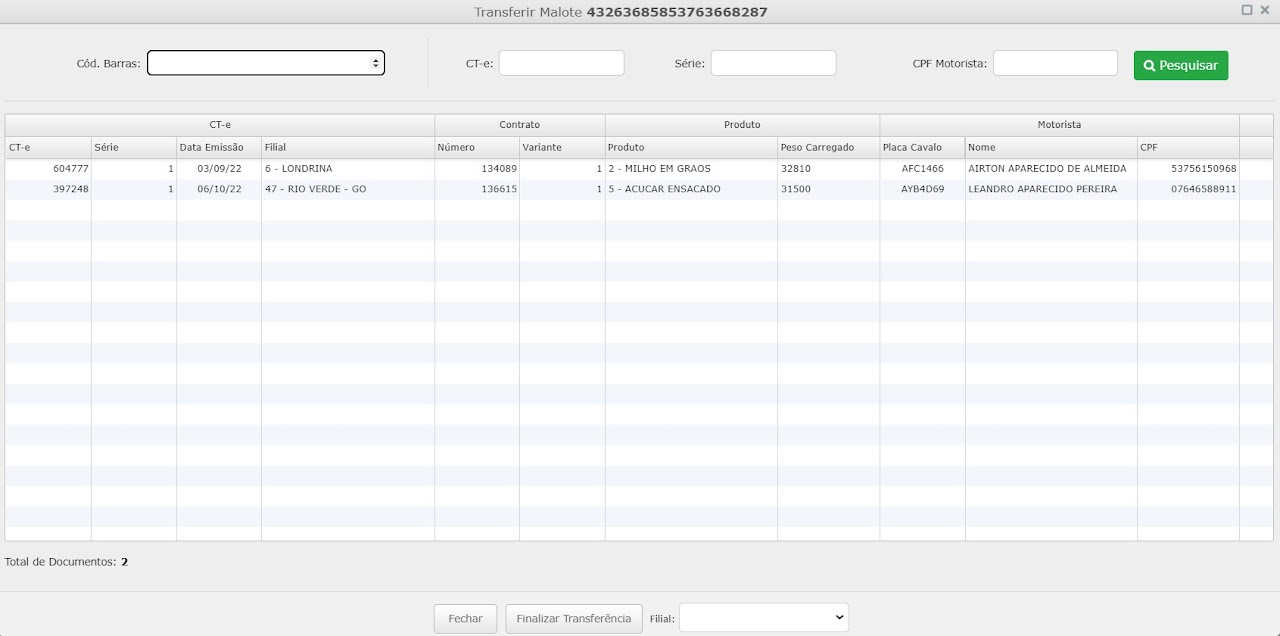 Transferir Malote 43263685853763668287
Cód. Barras: CT-e: Série: CPF Motorista: Pesquisar
CT-e Contrato Produto Motorista
CT-e Série Data Emissão Filial Número Variante Produto Peso Carregado Placa Cavalo Nome CPF
604777 1 03/09/22 6 - LONDRINA 134089 1 2 - MILHO EM GRAOS 32810 AFC1466 AIRTON APARECIDO DE ALMEIDA 53756150968
397248 1 06/10/22 47 - RIO VERDE - GO 136615 1 5 - ACUCAR ENSACADO 31500 AYB4D69 LEANDRO APARECIDO PEREIRA 07646588911
Total de Documentos: 2
Fechar Finalizar Transferência Filial: